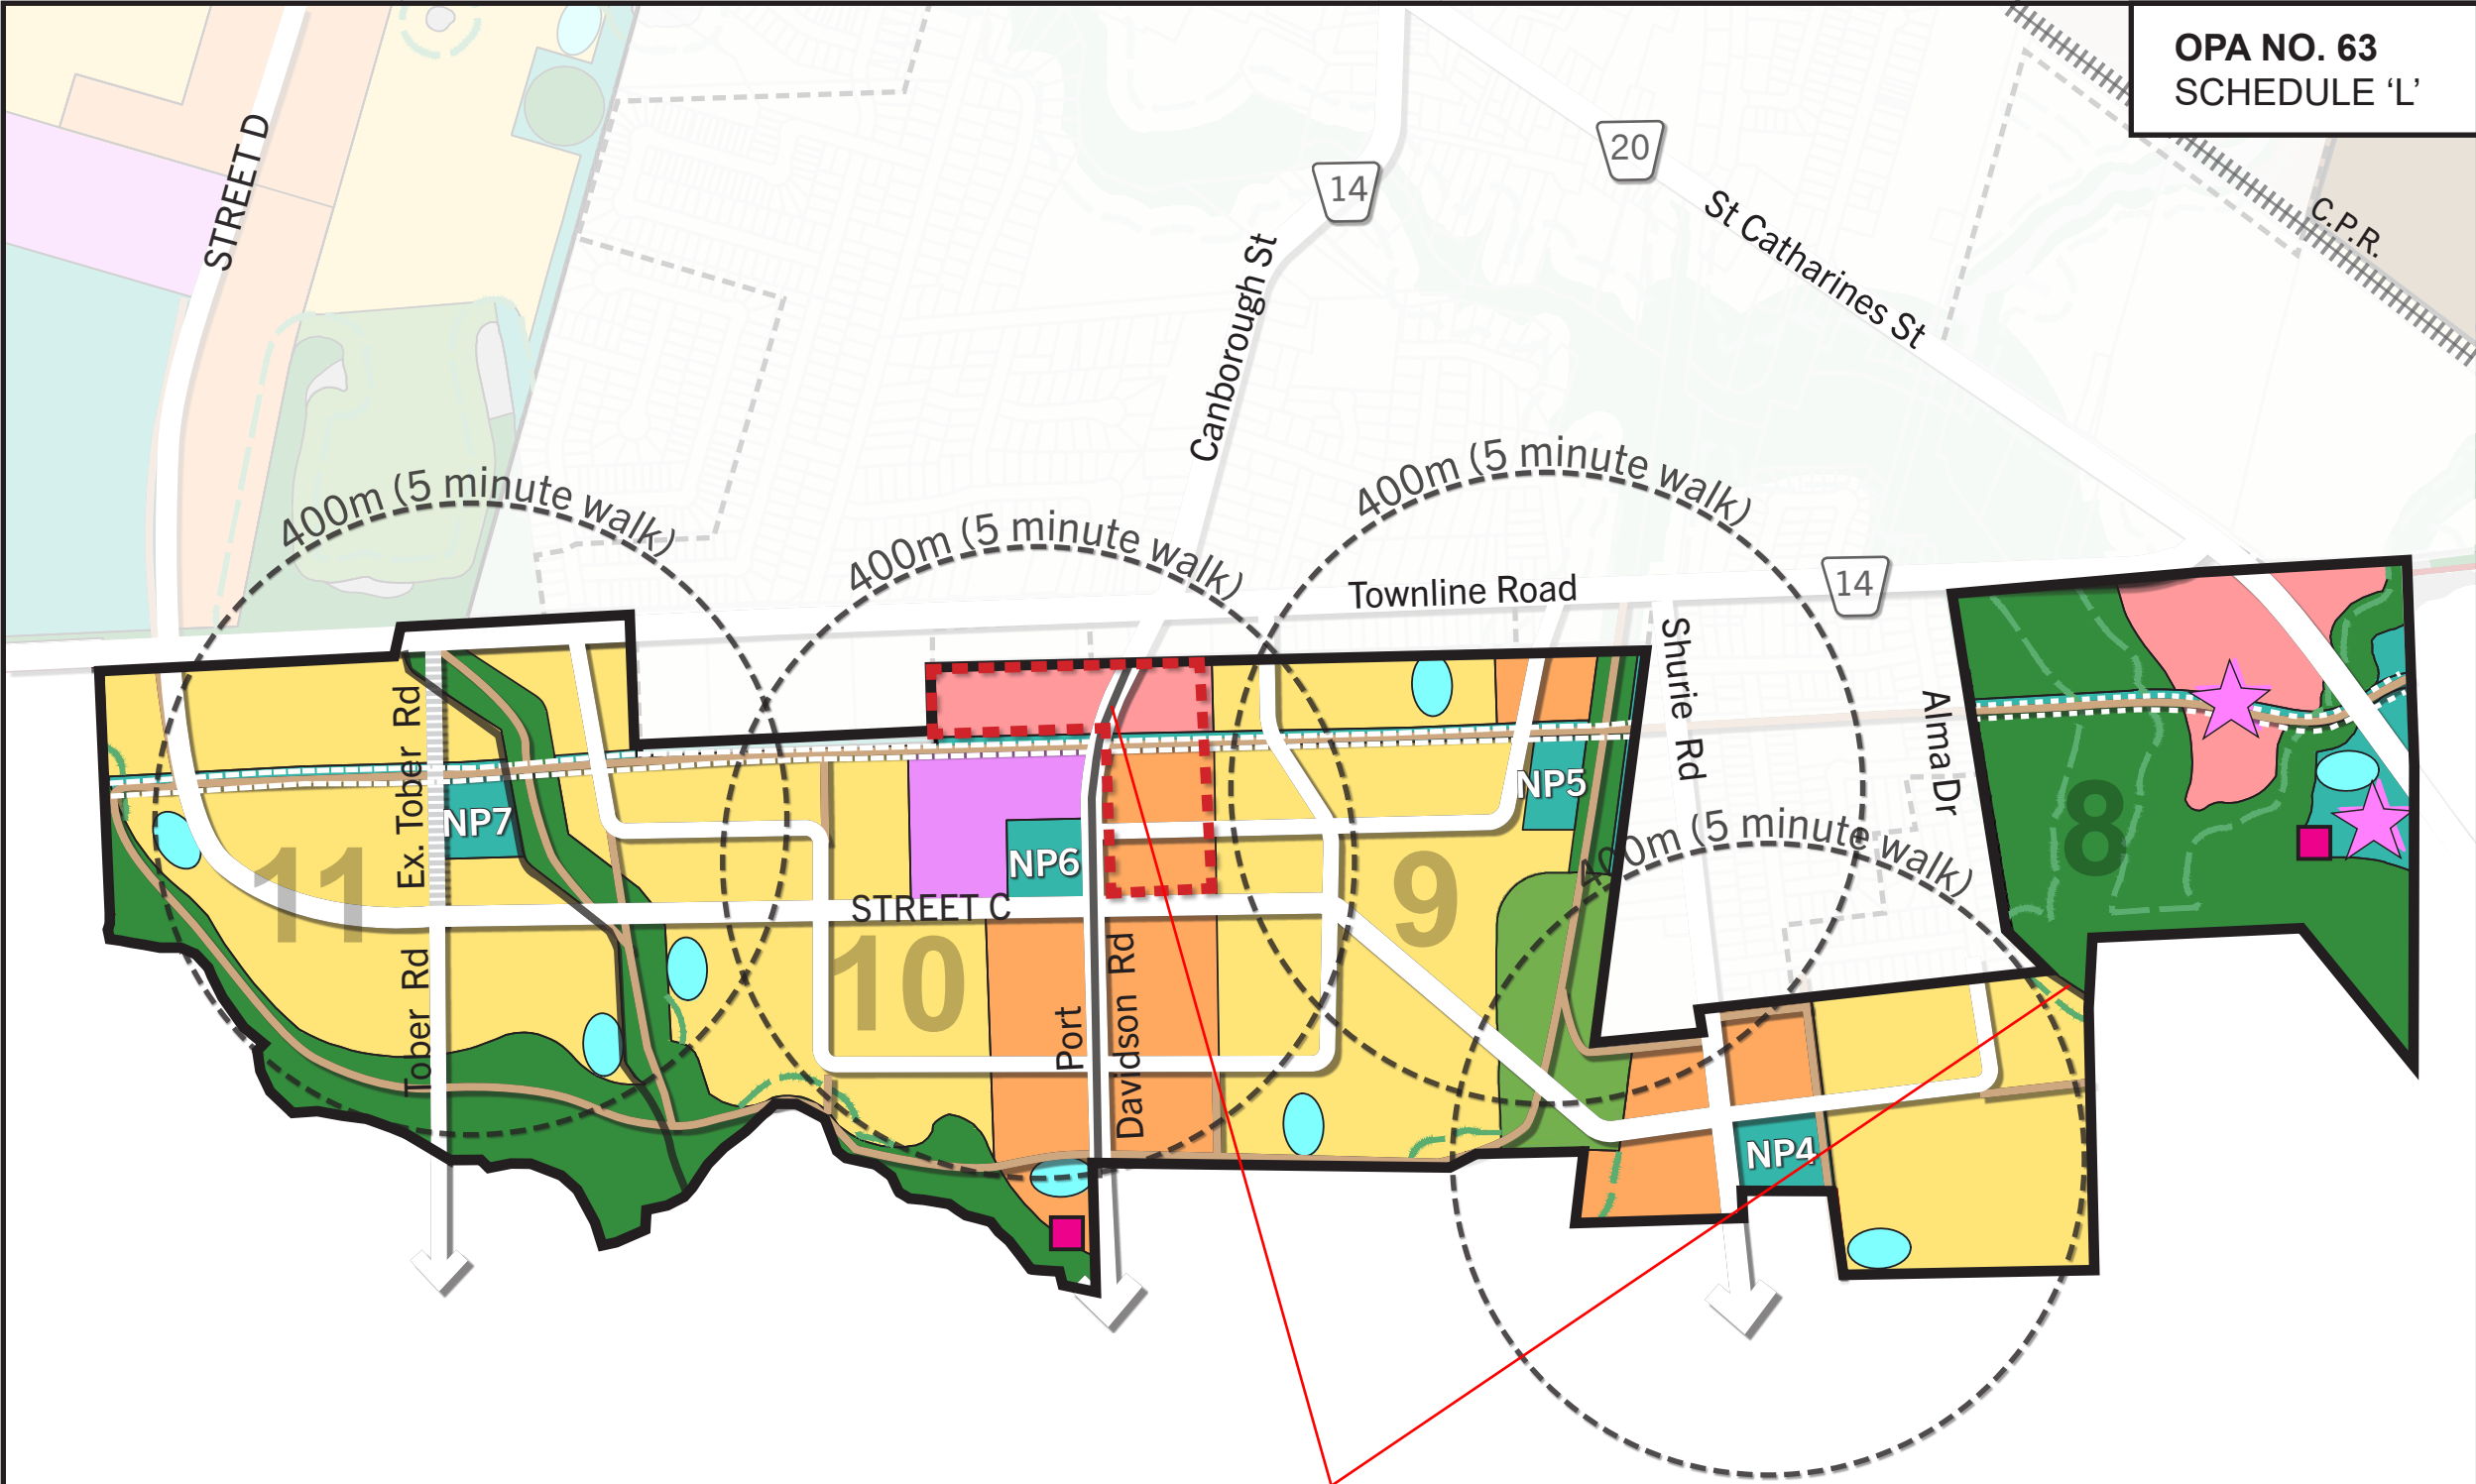 OPA NO. 63
SCHEDULE ‘L’
STREET D
14
20
C.P.R.
St Catharines St
Canborough St
400m (5 minute walk)
400m (5 minute walk)
400m (5 minute walk)
Townline Road
14
Shurie Rd
Alma Dr
Ex. Tober Rd
NP7
NP5
NP6
8
400m (5 minute walk)
11
STREET C
9
10
Tober Rd
Port Davidson Rd
NP4